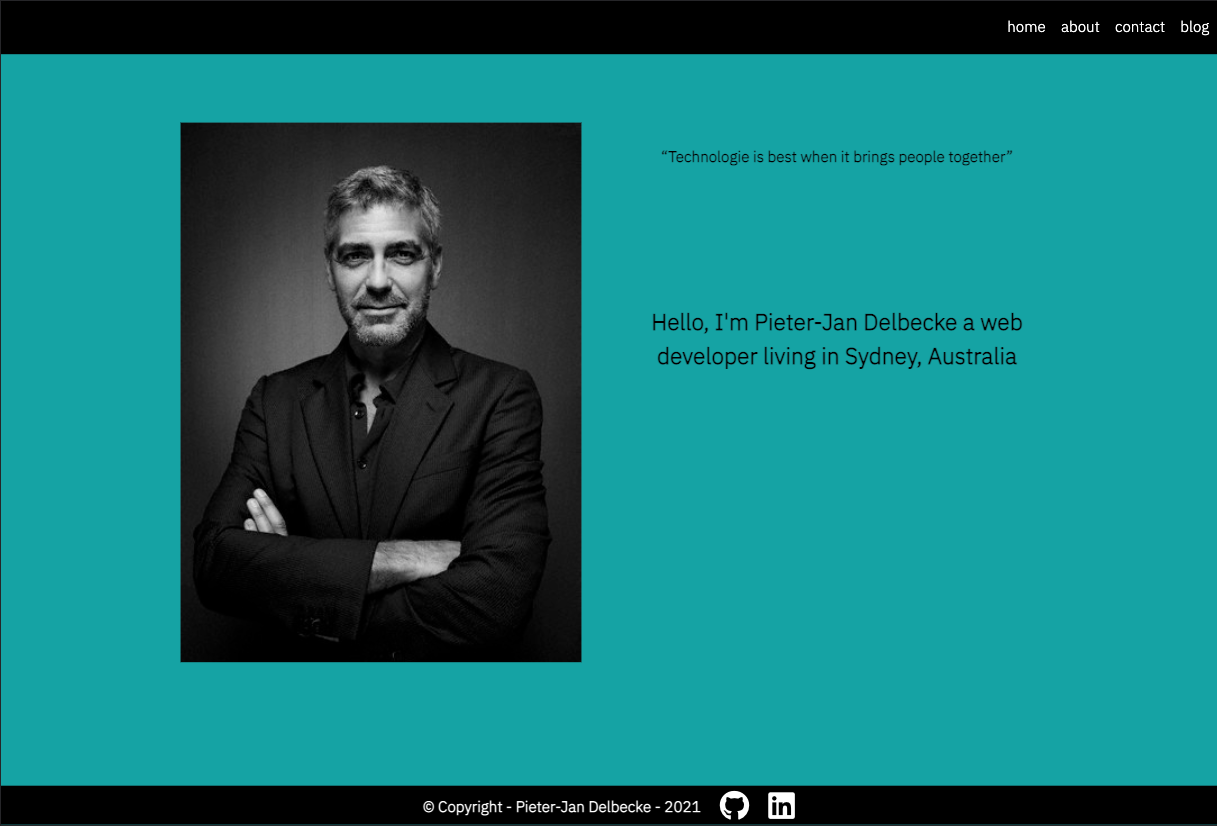 home about contact blog
“Technologie is best when it brings people together”
Hello, I'm Pieter-Jan Delbecke a web
developer living in Sydney, Australia
© Copyright - Pieter-Jan Delbecke - 2021
in